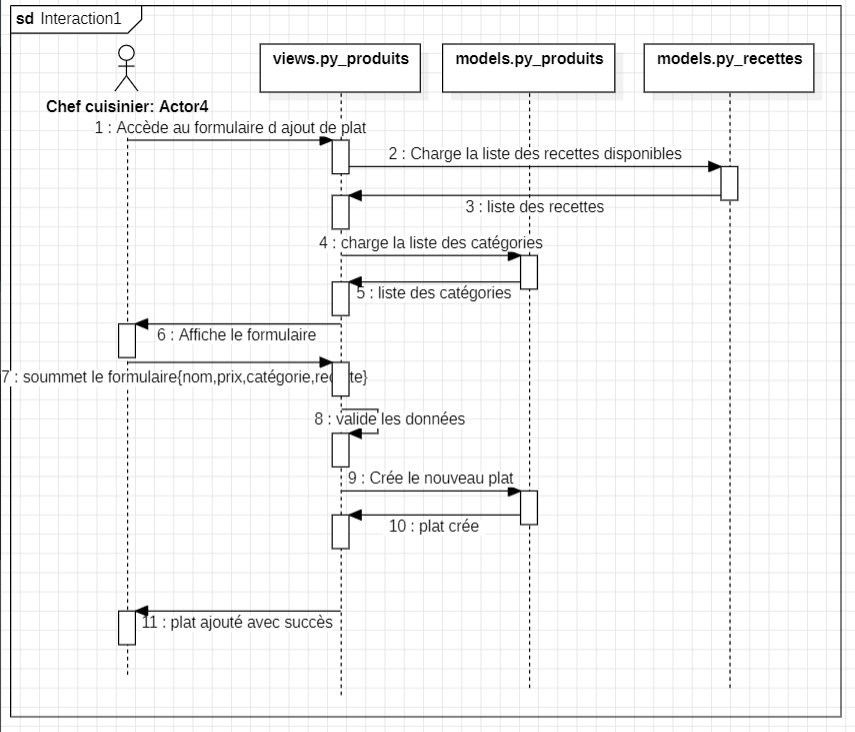 sd Interaction1
views.py_produits
models.py_produits
models.py_recettes
Chef cuisinier: Actor4
1 : Accède au formulaire d ajout de plat
2 : Charge la liste des recettes disponibles
3 : liste des recettes
4 : charge la liste des catégories
5 : liste des catégories
6 : Affiche le formulaire
7 : soummet le formulaire{nom,prix,catégorie,recette}
8 : valide les données
9 : Crée le nouveau plat
10 : plat crée
11 : plat ajouté avec succès